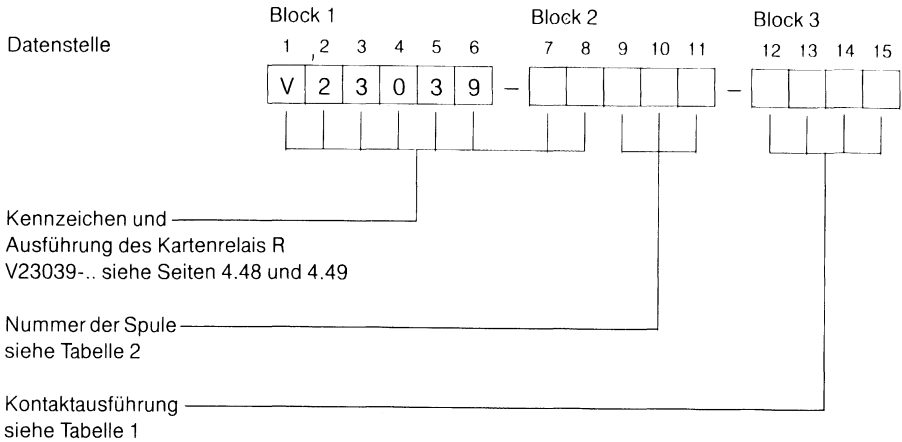 Block 1 Block 2 Block 3
Datenstelle 1 2 3 4 5 6 7 8 9 10 11 12 13 14 15
V 2 3 0 3 9 – –
Kennzeichen und
Ausführung des Kartenrelais R
V23039-.. siehe Seiten 4.48 und 4.49
Nummer der Spule
siehe Tabelle 2
Kontaktausführung
siehe Tabelle 1